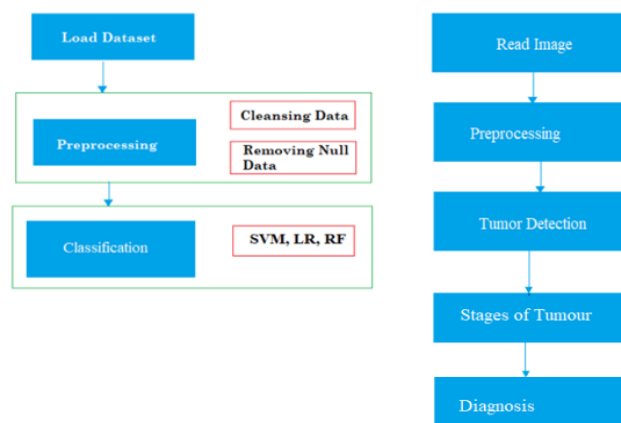 Load Dataset
Preprocessing
Cleansing Data
Removing Null
Data
Classification
SVM, LR, RF
Read Image
Preprocessing
Tumor Detection
Stages of Tumour
Diagnosis